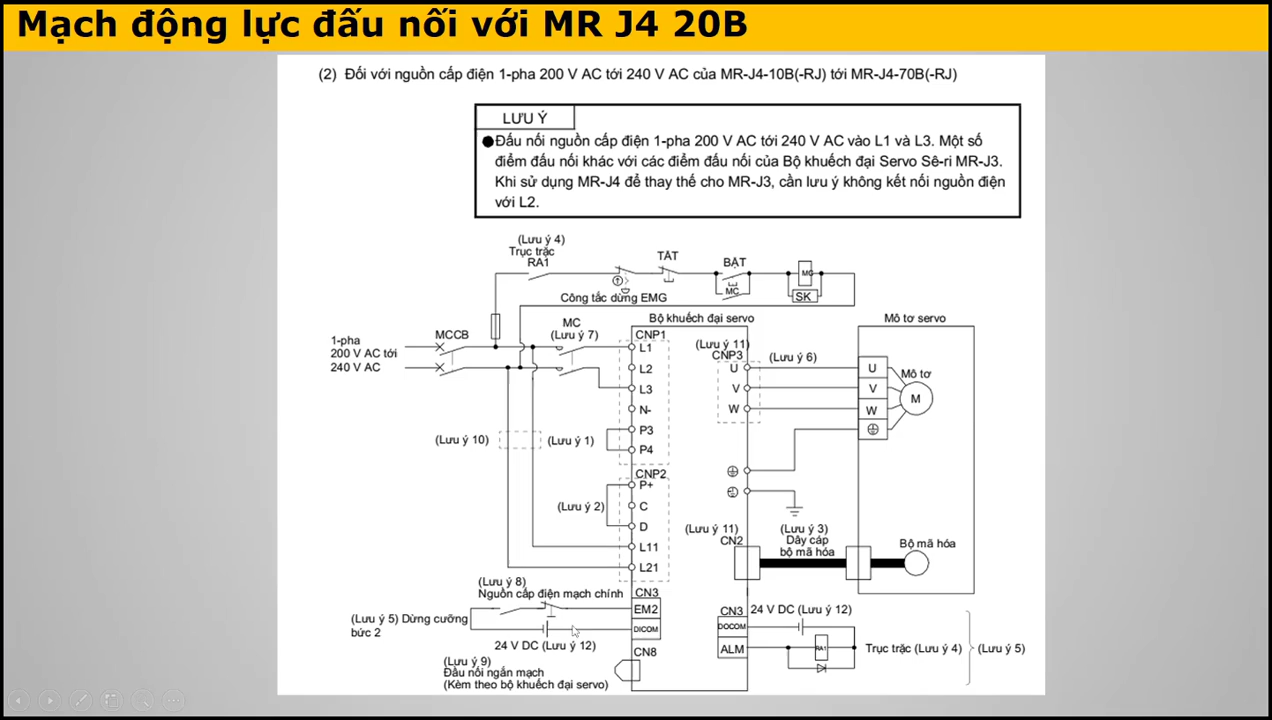 Mạch động lực đấu nối với MR J4 20B
(2) Đối với nguồn cấp điện 1-pha 200 V AC tới 240 V AC của MR-J4-10B(-RJ) tới MR-J4-70B(-RJ)
LƯU Ý
●Đấu nối nguồn cấp điện 1-pha 200 V AC tới 240 V AC vào L1 và L3. Một số
điểm đấu nối khác với các điểm đấu nối của Bộ khuếch đại Servo Sê-ri MR-J3.
Khi sử dụng MR-J4 để thay thế cho MR-J3, cần lưu ý không kết nối nguồn điện
với L2.
(Lưu ý 4)
Trục trặc
RA1
TẮT
BẬT
MC
MC
SK
Công tắc dừng EMG
1-pha
200 V AC tới
240 V AC
MCCB
MC
(Lưu ý 7)
Bộ khuếch đại servo
CNP1
L1
L2
L3
N-
P3
P4
(Lưu ý 10)
(Lưu ý 1)
CNP2
P+
C
D
L11
L21
(Lưu ý 2)
(Lưu ý 11)
CNP3
U
V
W
(Lưu ý 6)
Mô tơ servo
U
V
W
Mô tơ
M
(Lưu ý 11)
CN2
(Lưu ý 3)
Dây cáp
bộ mã hóa
Bộ mã hóa
(Lưu ý 8)
Nguồn cấp điện mạch chính
(Lưu ý 5) Dừng cưỡng
bức 2
24 V DC (Lưu ý 12)
CN3
EM2
DICOM
CN8
(Lưu ý 9)
Đầu nối ngắn mạch
(Kèm theo bộ khuếch đại servo)
CN3
24 V DC (Lưu ý 12)
DOCOM
ALM
RA1
Trục trặc (Lưu ý 4)
(Lưu ý 5)